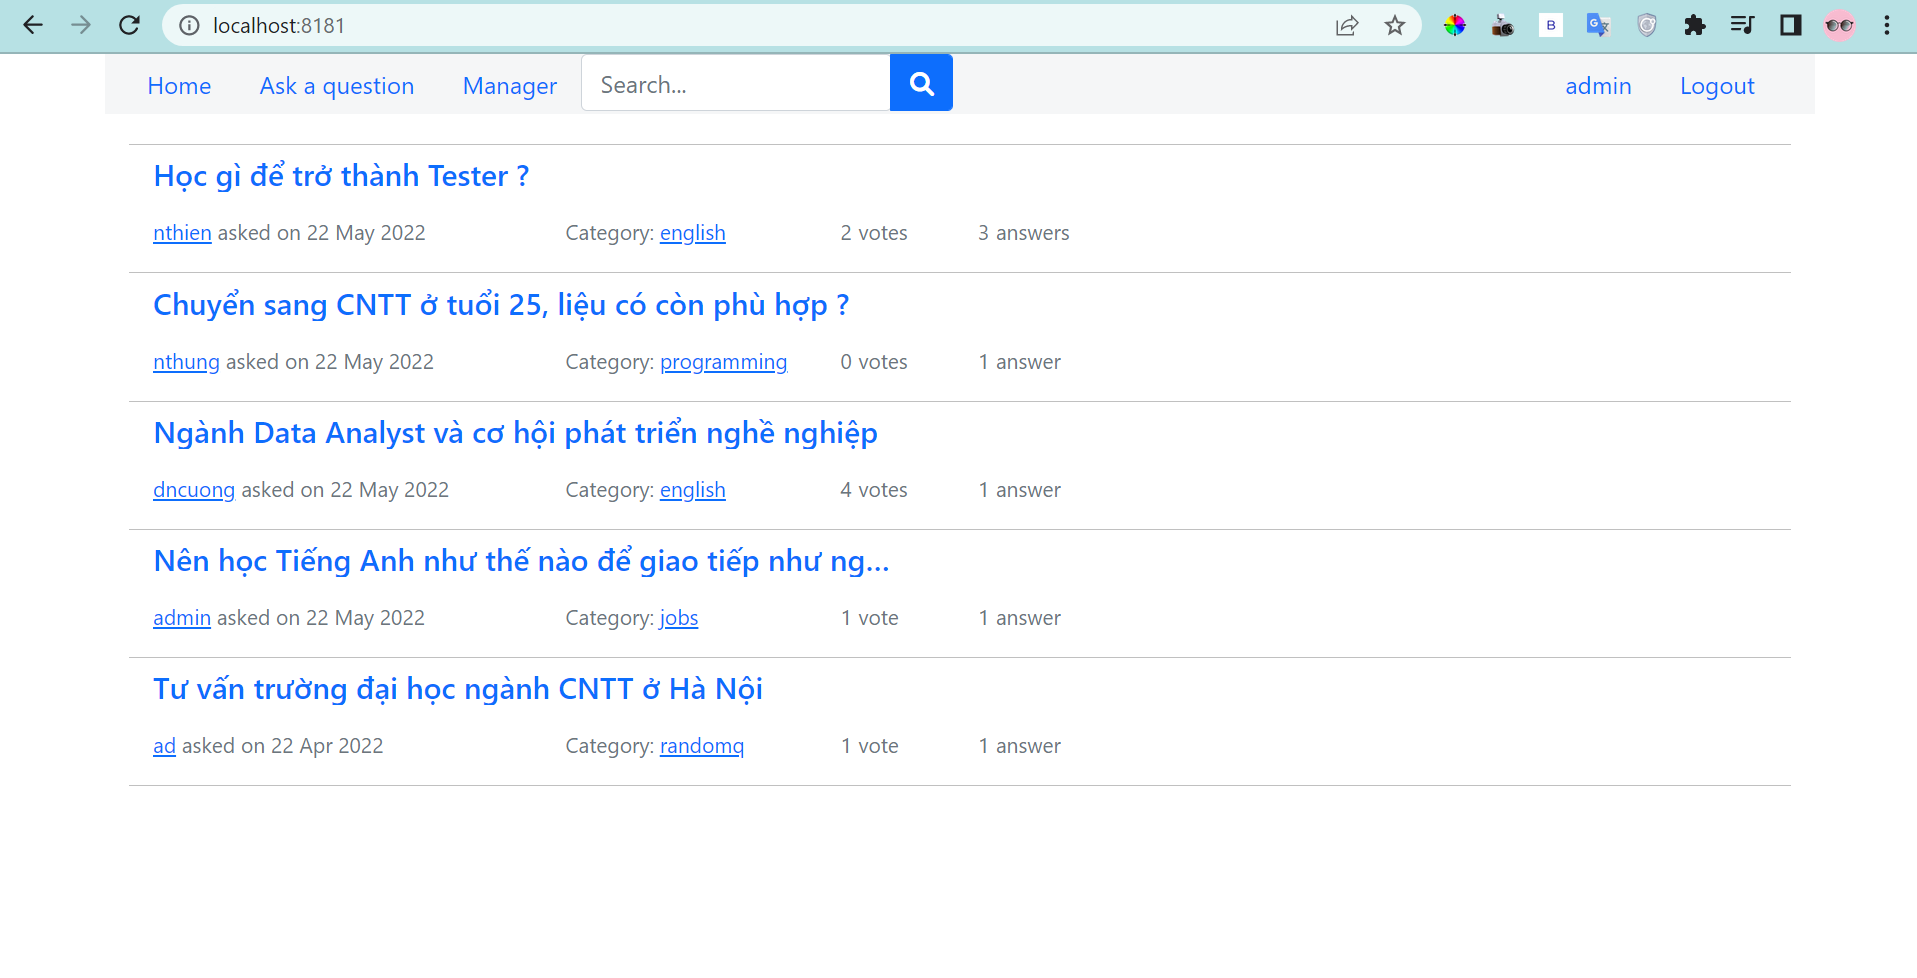 localhost:8181
B
G
Home Ask a question Manager Search... admin Logout
Học gì để trở thành Tester ?
nthien asked on 22 May 2022 Category: english 2 votes 3 answers
Chuyển sang CNTT ở tuổi 25, liệu có còn phù hợp ?
nthung asked on 22 May 2022 Category: programming 0 votes 1 answer
Ngành Data Analyst và cơ hội phát triển nghề nghiệp
dncuong asked on 22 May 2022 Category: english 4 votes 1 answer
Nên học Tiếng Anh như thế nào để giao tiếp như ng...
admin asked on 22 May 2022 Category: jobs 1 vote 1 answer
Tư vấn trường đại học ngành CNTT ở Hà Nội
ad asked on 22 Apr 2022 Category: randomq 1 vote 1 answer